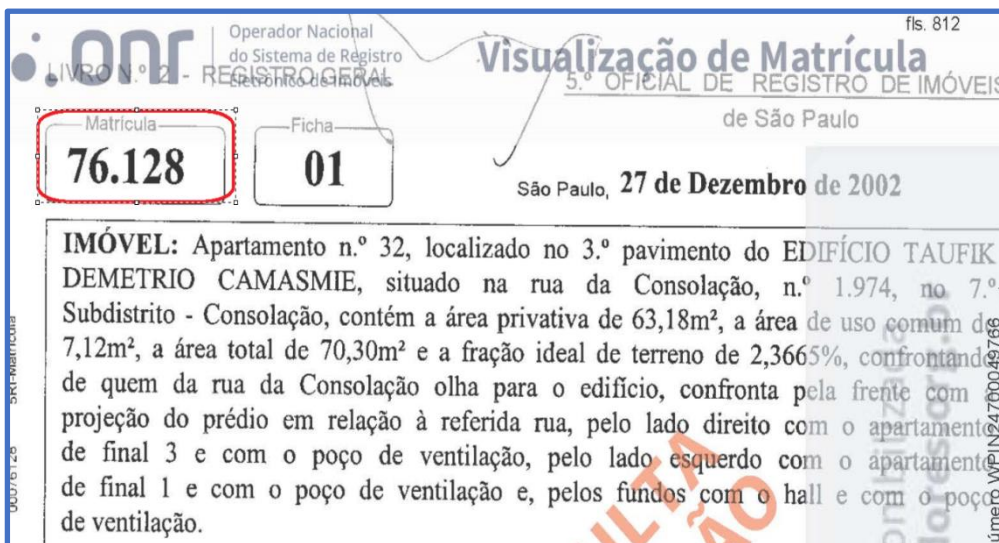 fls. 812
onr
Operador Nacional
do Sistema de Registro
Eletrônico de Imóveis
Visualização de Matrícula
LIVRO N.º 2 - REGISTRO GERAL
5.º OFICIAL DE REGISTRO DE IMÓVEIS
de São Paulo
Matrícula
76.128
Ficha
01
São Paulo, 27 de Dezembro de 2002
IMÓVEL: Apartamento n.º 32, localizado no 3.º pavimento do EDIFÍCIO TAUFIK
DEMETRIO CAMASMIE, situado na rua da Consolação, n.º 1.974, no 7.º
Subdistrito - Consolação, contém a área privativa de 63,18m², a área de uso comum de
7,12m², a área total de 70,30m² e a fração ideal de terreno de 2,3665%, confrontando
de quem da rua da Consolação olha para o edifício, confronta pela frente com
projeção do prédio em relação à referida rua, pelo lado direito com o apartamento
de final 3 e com o poço de ventilação, pelo lado esquerdo com o apartamento
de final 1 e com o poço de ventilação e, pelos fundos com o hall e com o poço
de ventilação.
SRI-Matrícula
00076128
número WPIN24700049766